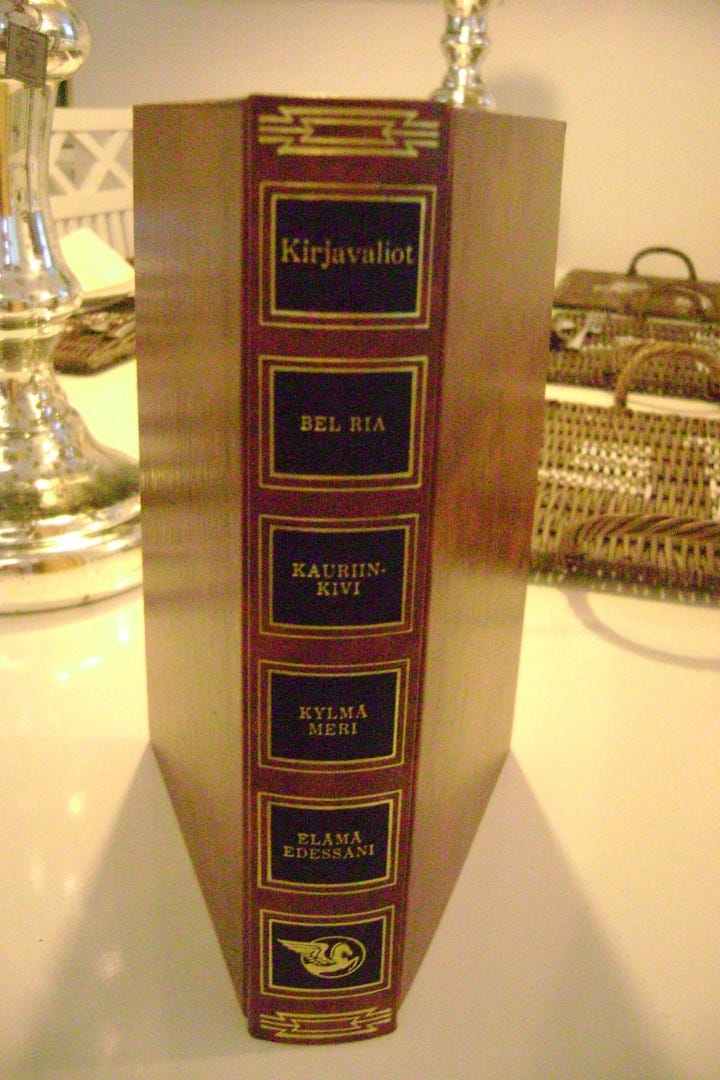 Kirjavaliot
BEL RIA
KAURIIN-
KIVI
KYLMÄ
MERI
ELÄMÄ
EDESSÄNI